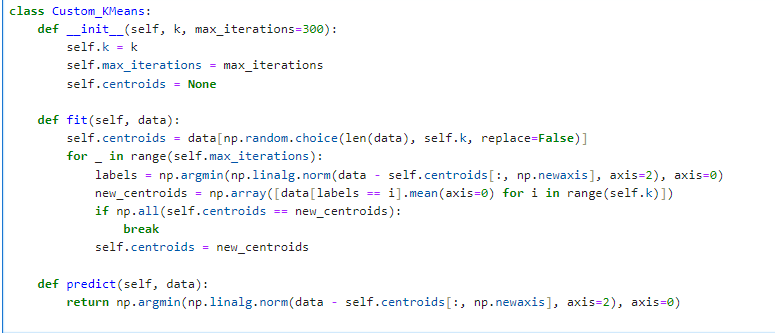 class Custom_KMeans:
    def __init__(self, k, max_iterations=300):
        self.k = k
        self.max_iterations = max_iterations
        self.centroids = None

    def fit(self, data):
        self.centroids = data[np.random.choice(len(data), self.k, replace=False)]
        for _ in range(self.max_iterations):
            labels = np.argmin(np.linalg.norm(data - self.centroids[:, np.newaxis], axis=2), axis=0)
            new_centroids = np.array([data[labels == i].mean(axis=0) for i in range(self.k)])
            if np.all(self.centroids == new_centroids):
                break
            self.centroids = new_centroids

    def predict(self, data):
        return np.argmin(np.linalg.norm(data - self.centroids[:, np.newaxis], axis=2), axis=0)